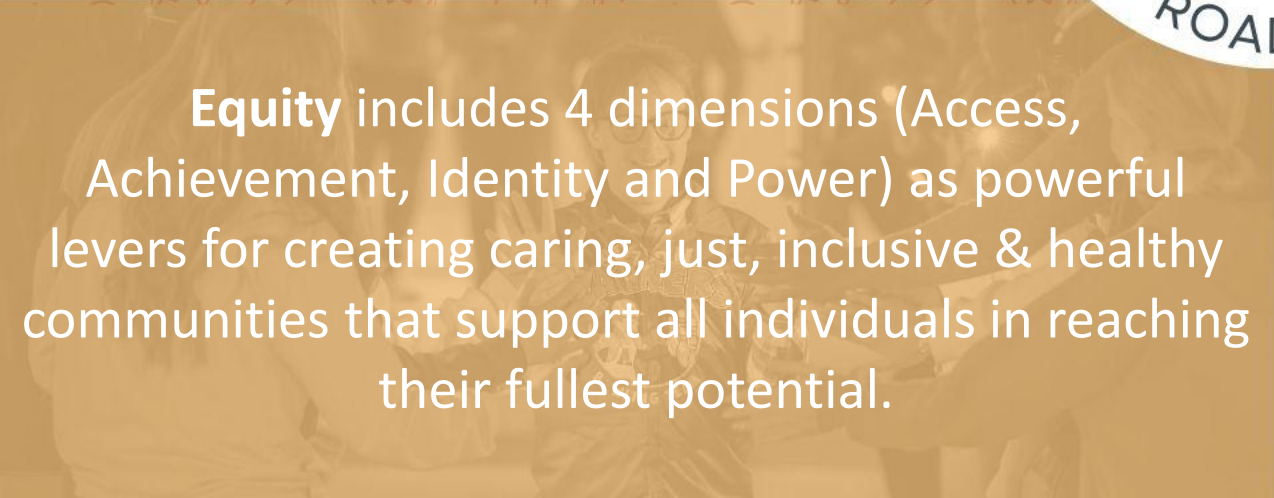 ROA
Equity includes 4 dimensions (Access,
Achievement, Identity and Power) as powerful
levers for creating caring, just, inclusive & healthy
communities that support all individuals in reaching
their fullest potential.